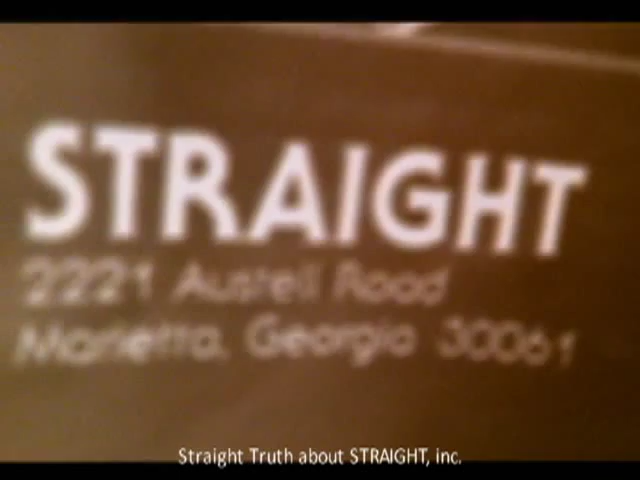 STRAIGHT
2221 Austell Road
Marietta, Georgia 30061
Straight Truth about STRAIGHT, inc.